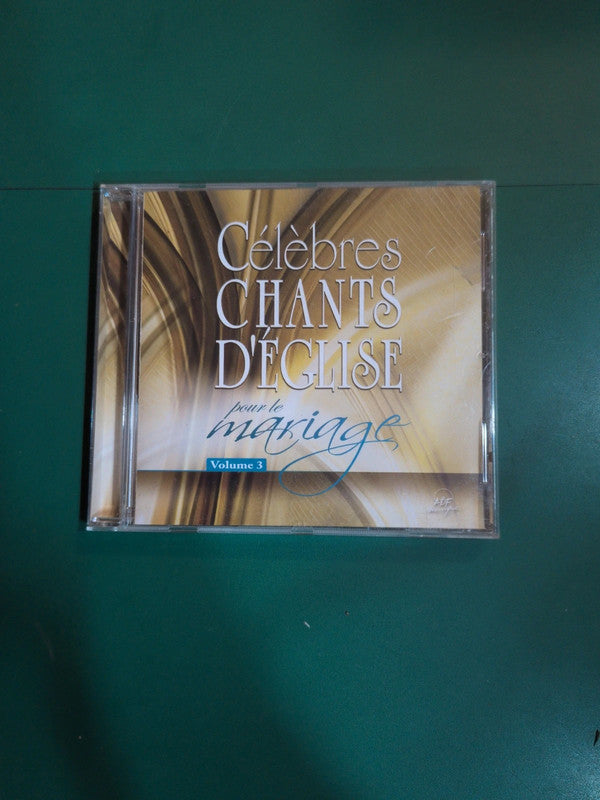 Célèbres
CHANTS
D'ÉGLISE
pour le
mariage
Volume 3